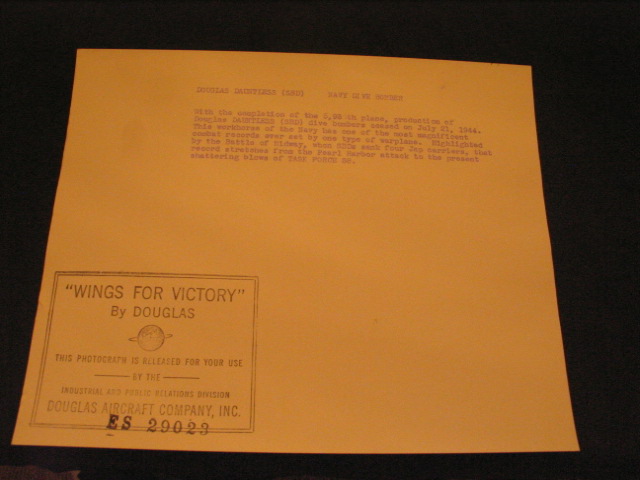 DOUGLAS DAUNTLESS (SBD) NAVY DIVE BOMBER
With the completion of the plane, production of
Douglas DAUNTLESS (SBD) dive bombers ceased on July 21, 1944.
This workhorse of the Navy has one of the most magnificent
combat records ever set by one type of warplane. Highlighted
by the Battle of Midway, when SBDs sank four Jap carriers, that
record stretches from the Pearl Harbor attack to the present
shattering blows of TASK FORCE 58.
"WINGS FOR VICTORY"
By DOUGLAS
THIS PHOTOGRAPH IS RELEASED FOR YOUR USE
BY THE
INDUSTRIAL AND PUBLIC RELATIONS DIVISION
DOUGLAS AIRCRAFT COMPANY, INC.
ES 29023